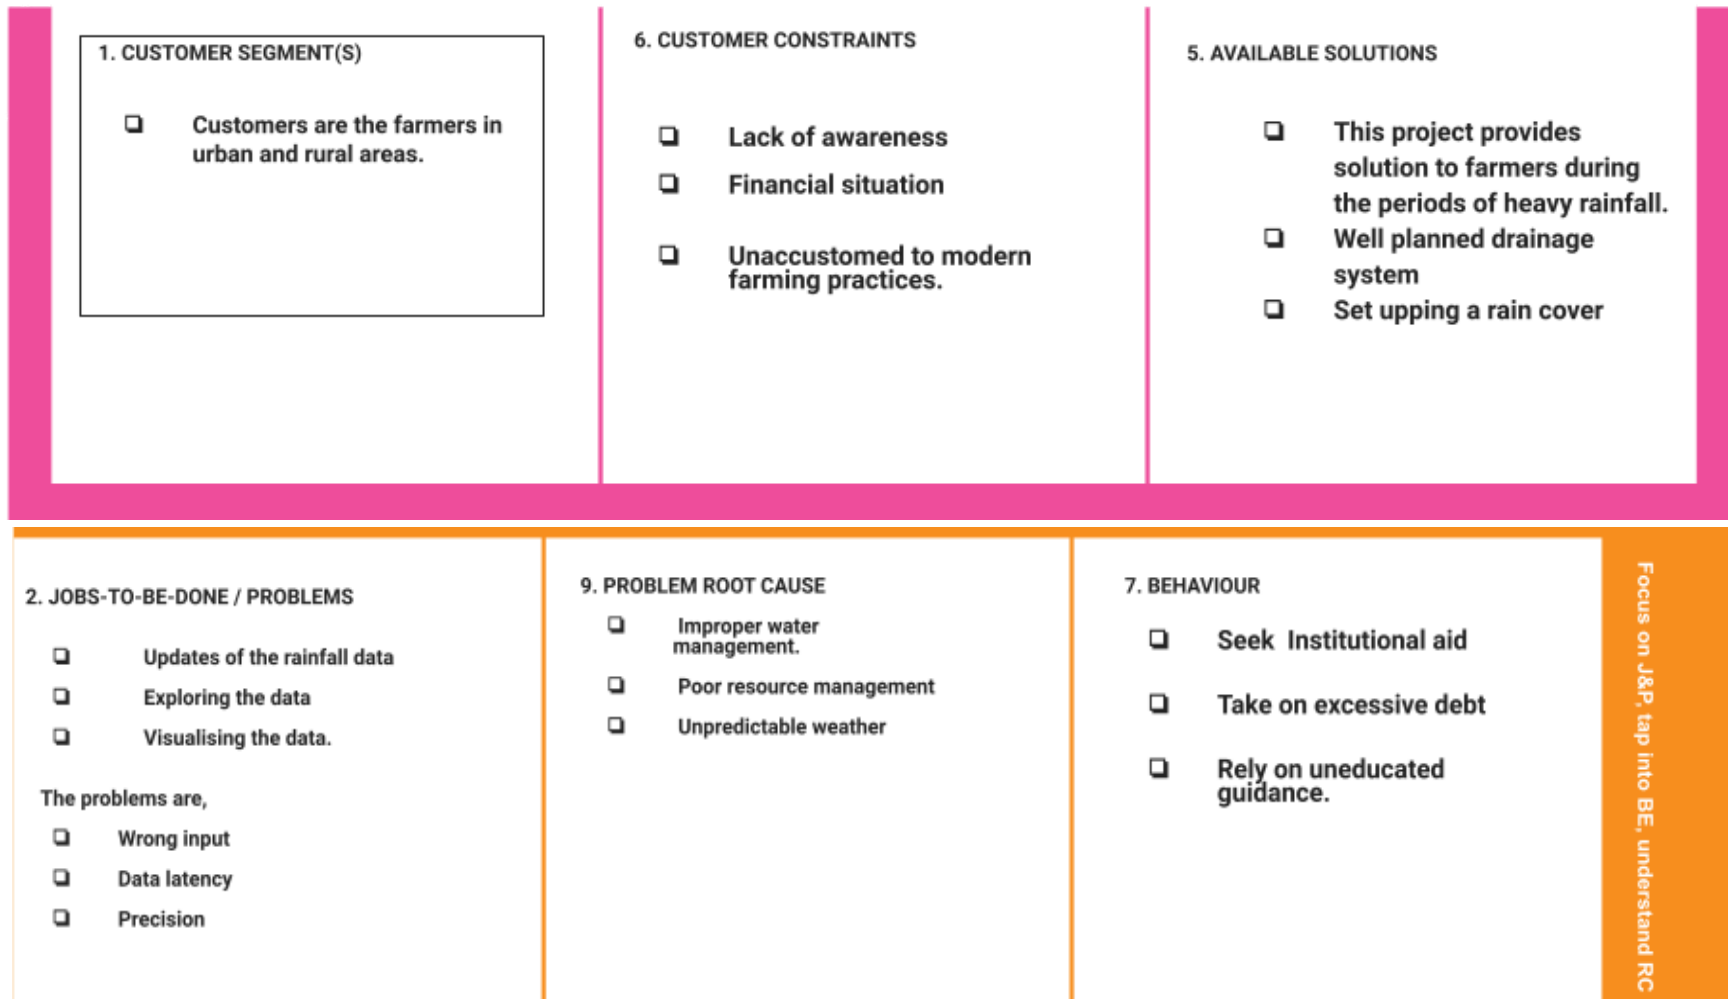 1. CUSTOMER SEGMENT(S)
❑ Customers are the farmers in
urban and rural areas.
6. CUSTOMER CONSTRAINTS
❑ Lack of awareness
❑ Financial situation
❑ Unaccustomed to modern
farming practices.
5. AVAILABLE SOLUTIONS
❑ This project provides
solution to farmers during
the periods of heavy rainfall.
❑ Well planned drainage
system
❑ Set upping a rain cover
2. JOBS-TO-BE-DONE / PROBLEMS
❑ Updates of the rainfall data
❑ Exploring the data
❑ Visualising the data.
The problems are,
❑ Wrong input
❑ Data latency
❑ Precision
9. PROBLEM ROOT CAUSE
❑ Improper water
management.
❑ Poor resource management
❑ Unpredictable weather
7. BEHAVIOUR
❑ Seek Institutional aid
❑ Take on excessive debt
❑ Rely on uneducated
guidance.
Focus on J&P, tap into BE, understand RC